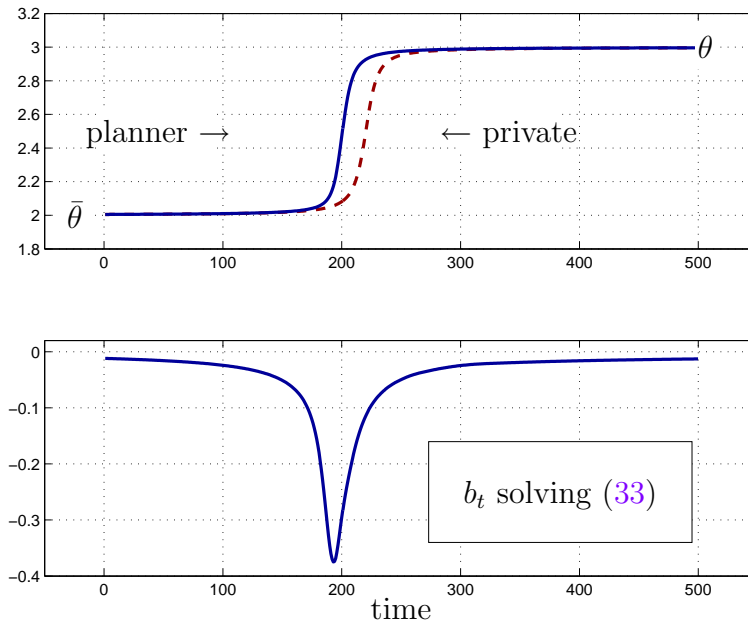 3.2
3
θ
2.8
2.6
planner → ← private
2.4
2.2
2
θ̄
1.8
0 100 200 300 400 500
0
−0.1
−0.2
b_t solving (33)
−0.3
−0.4
0 100 200 300 400 500
time